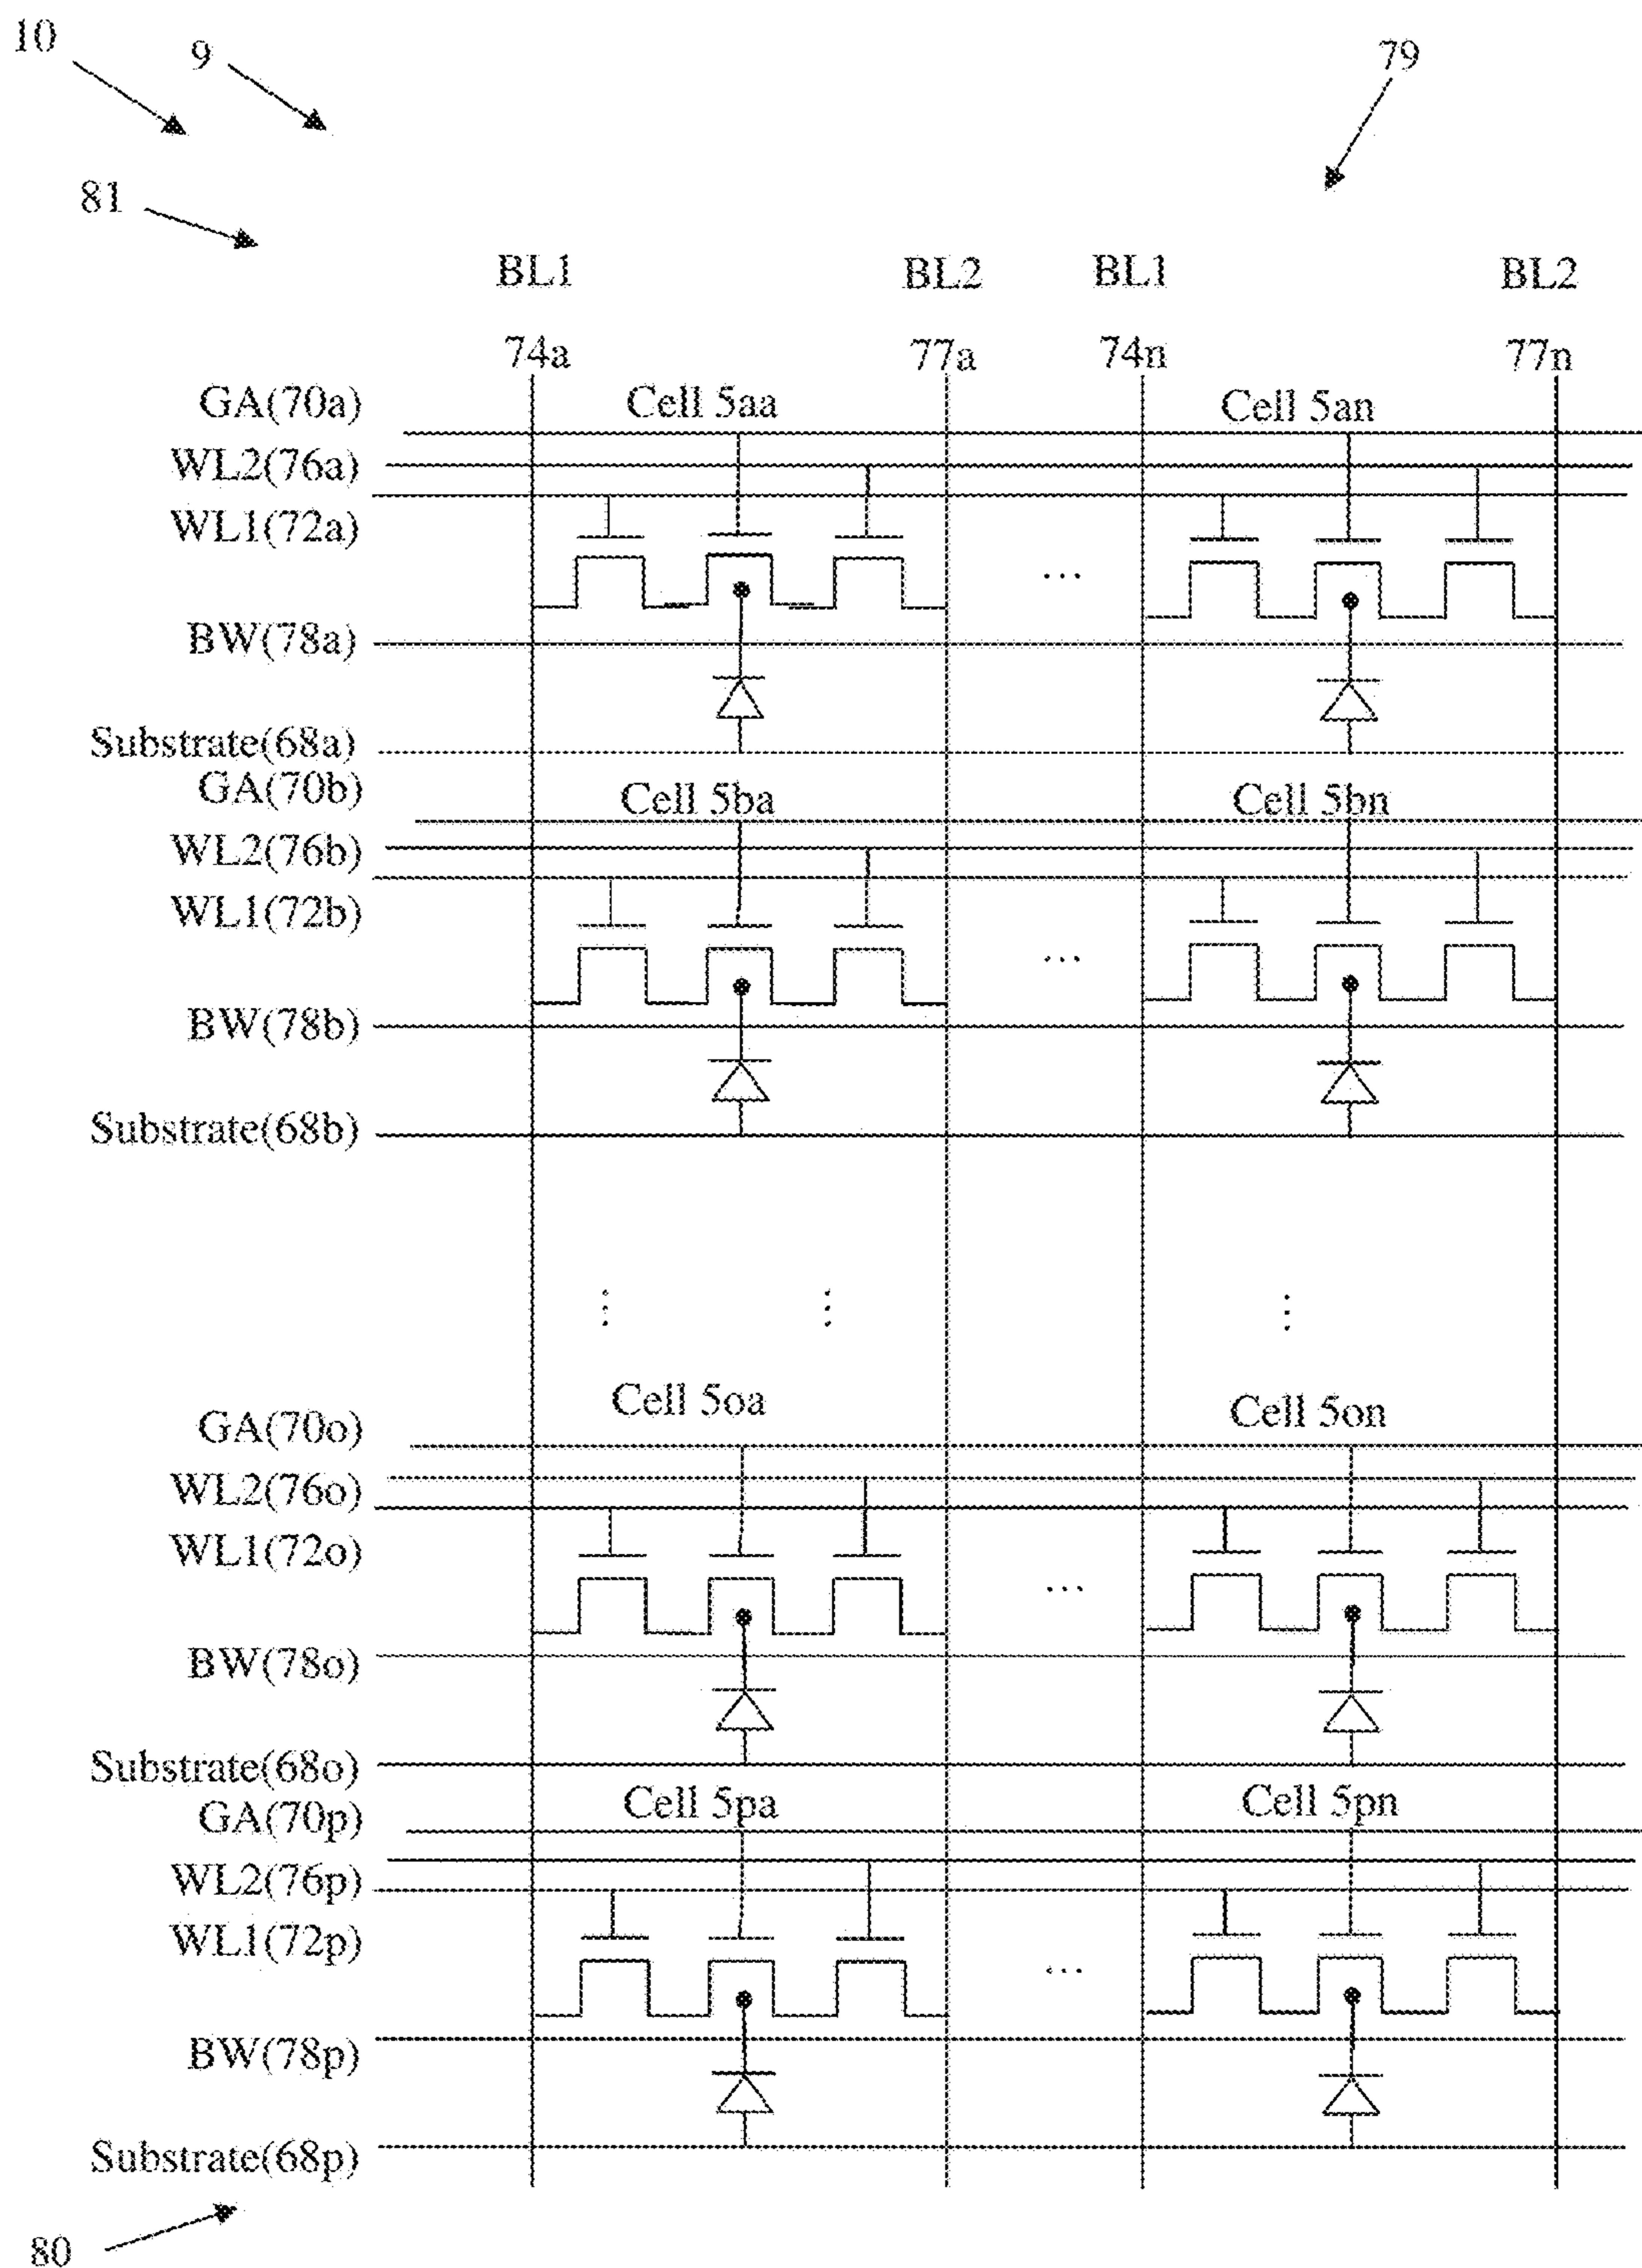 10
9
79
81
BL1 BL2 BL1 BL2
74a 77a 74n 77n
GA(70a) Cell 5aa Cell 5an
WL2(76a)
WL1(72a)
...
BW(78a)
Substrate(68a)
GA(70b) Cell 5ba Cell 5bn
WL2(76b)
WL1(72b)
...
BW(78b)
Substrate(68b)
Cell 5oa Cell 5on
GA(70o)
WL2(76o)
WL1(72o)
...
BW(78o)
Substrate(68o)
GA(70p) Cell 5pa Cell 5pn
WL2(76p)
WL1(72p)
...
BW(78p)
Substrate(68p)
80